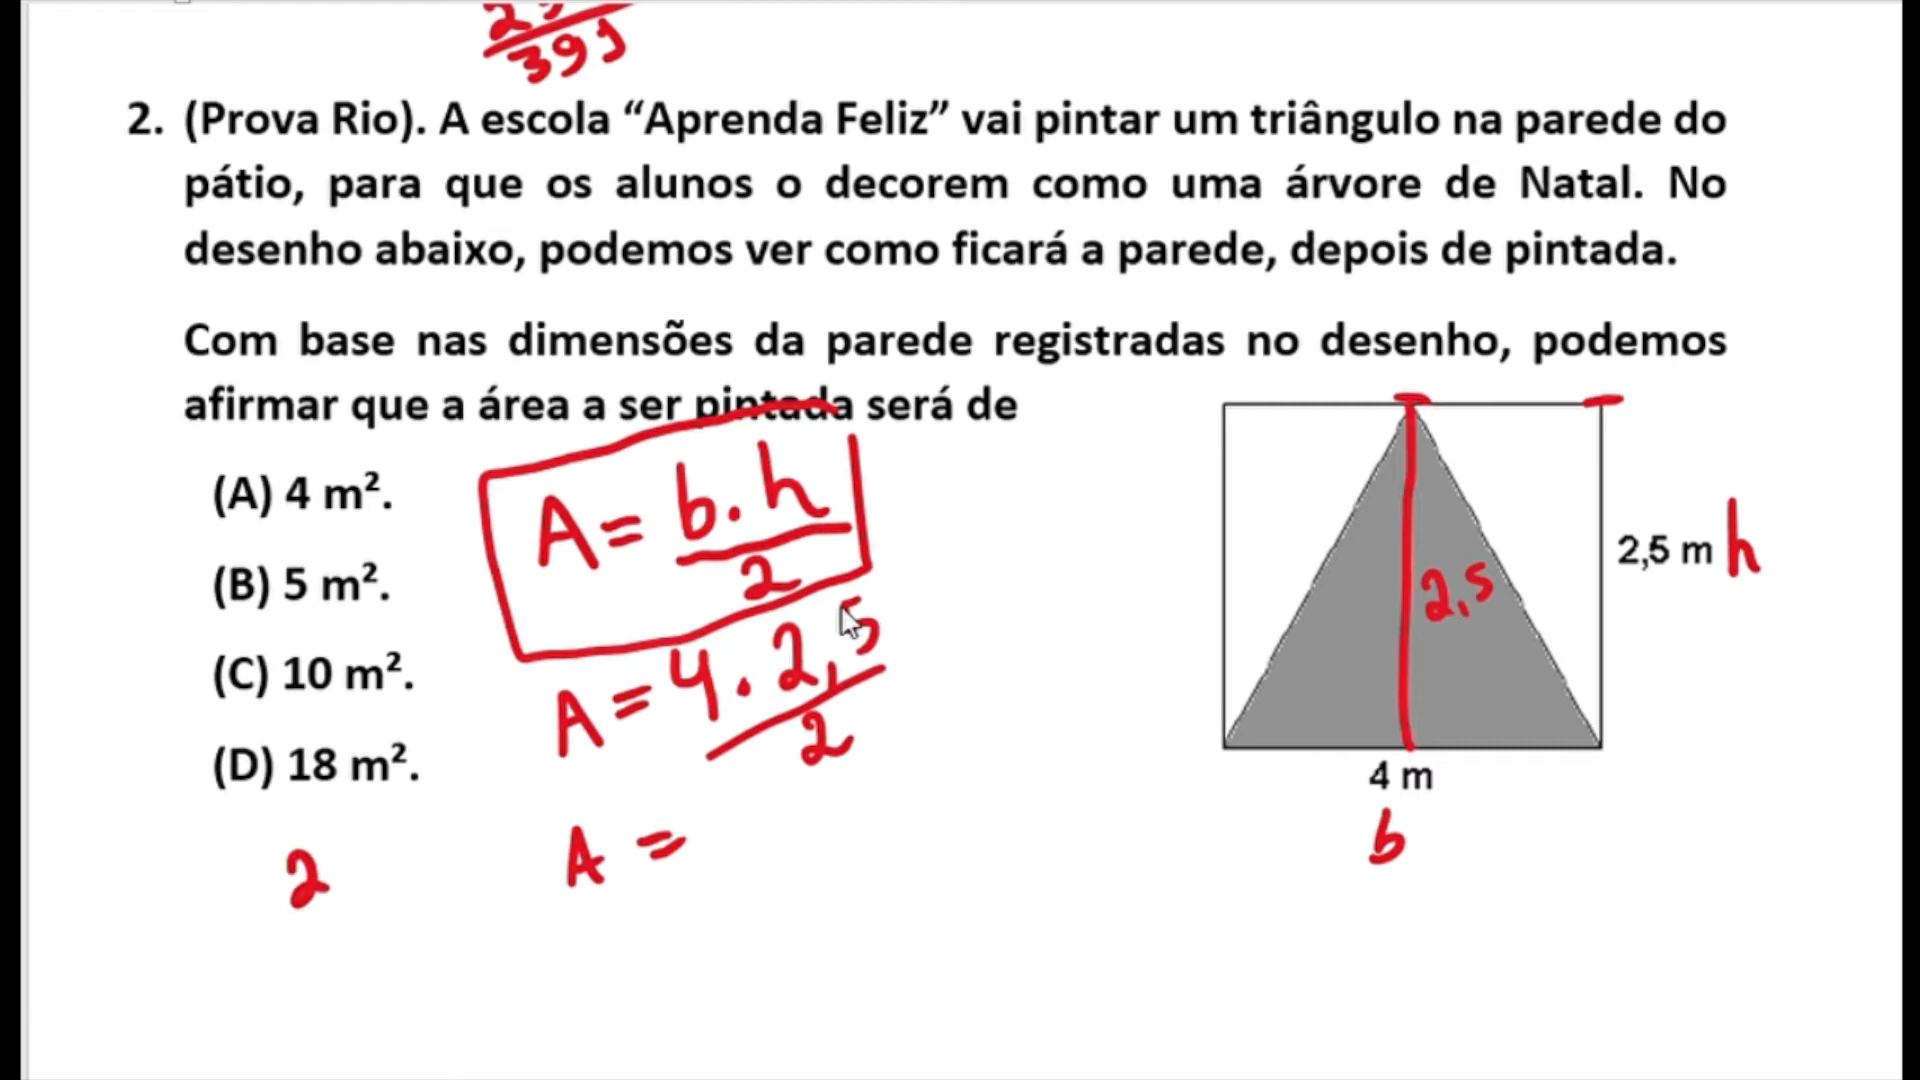 2. (Prova Rio). A escola “Aprenda Feliz” vai pintar um triângulo na parede do
pátio, para que os alunos o decorem como uma árvore de Natal. No
desenho abaixo, podemos ver como ficará a parede, depois de pintada.
Com base nas dimensões da parede registradas no desenho, podemos
afirmar que a área a ser pintada será de
(A) 4 m².
(B) 5 m².
(C) 10 m².
(D) 18 m².
2
A = b.h
2
A = 4.2,5
2
A =
2,5
2,5 m h
4 m
b